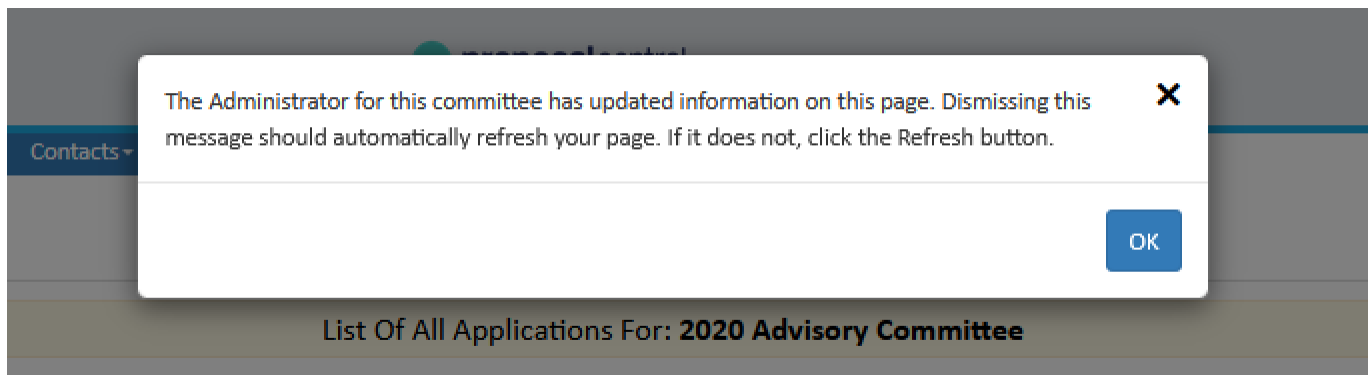 The Administrator for this committee has updated information on this page. Dismissing this
message should automatically refresh your page. If it does not, click the Refresh button.
Contacts
OK
List Of All Applications For: 2020 Advisory Committee